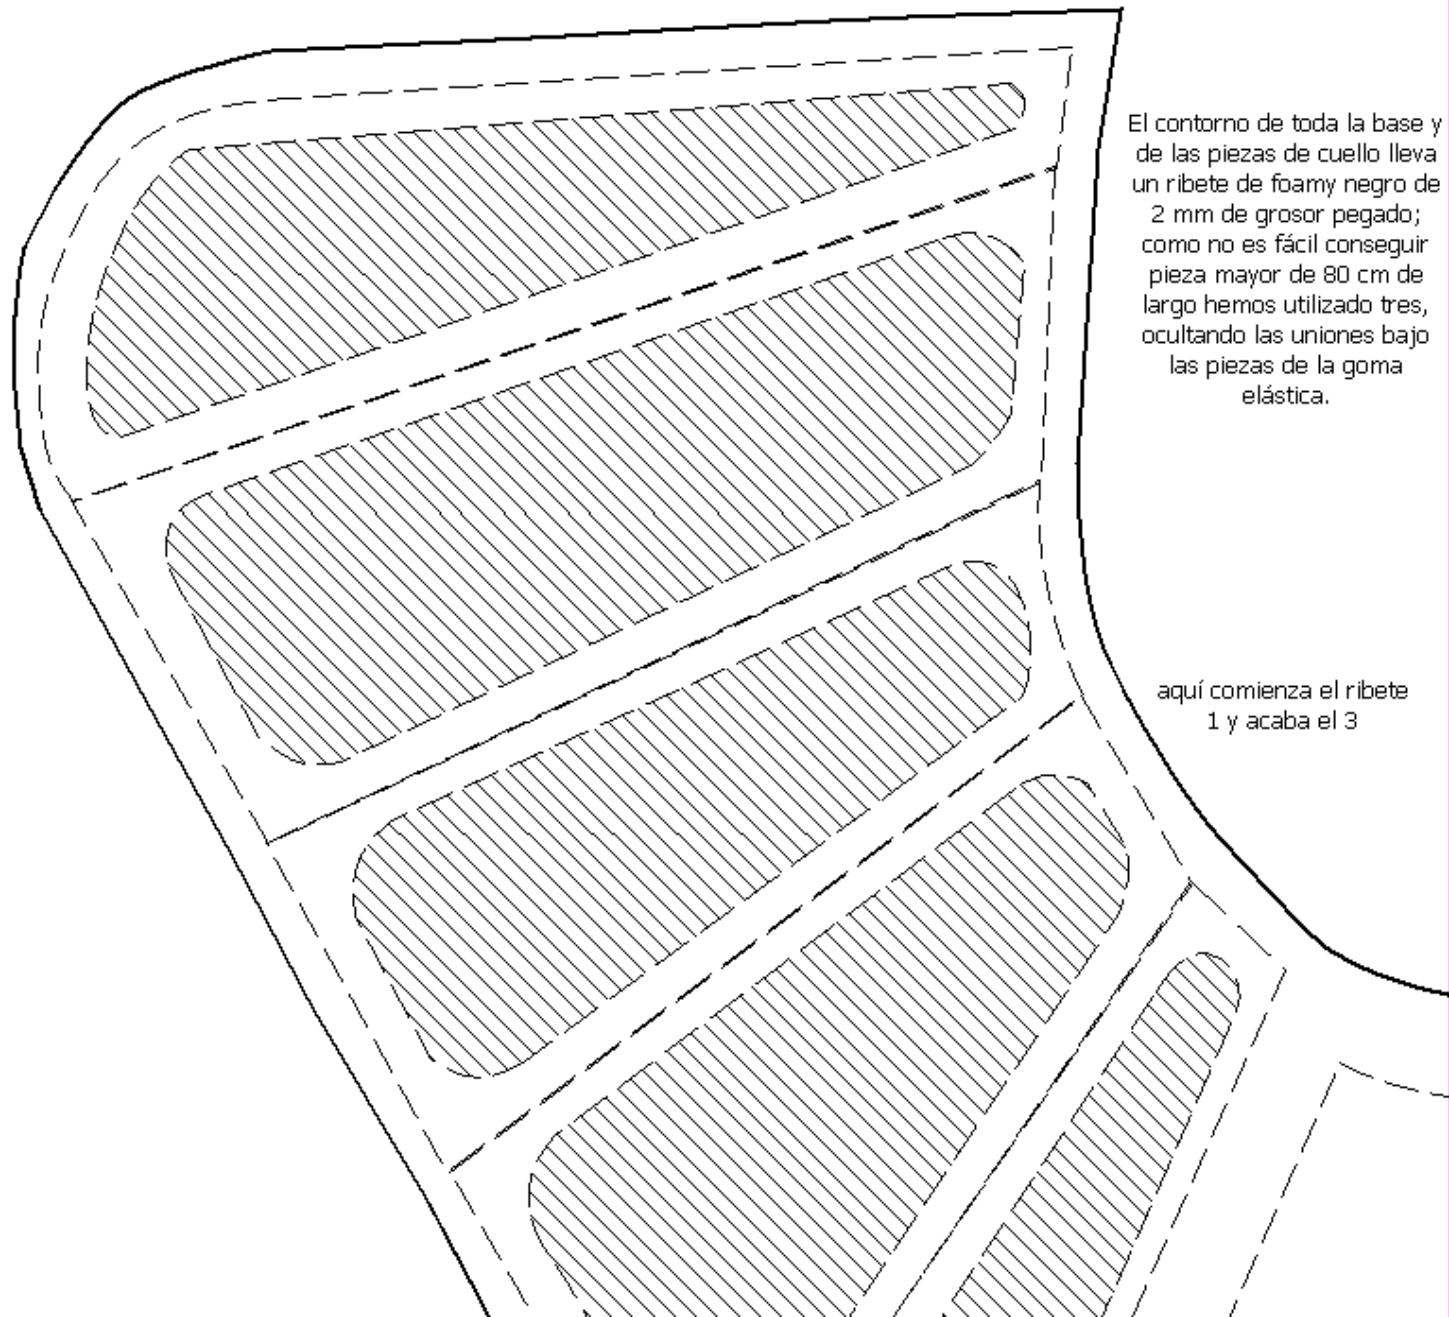 El contorno de toda la base y
de las piezas de cuello lleva
un ribete de foamy negro de
2 mm de grosor pegado;
como no es fácil conseguir
pieza mayor de 80 cm de
largo hemos utilizado tres,
ocultando las uniones bajo
las piezas de la goma
elástica.
aquí comienza el ribete
1 y acaba el 3